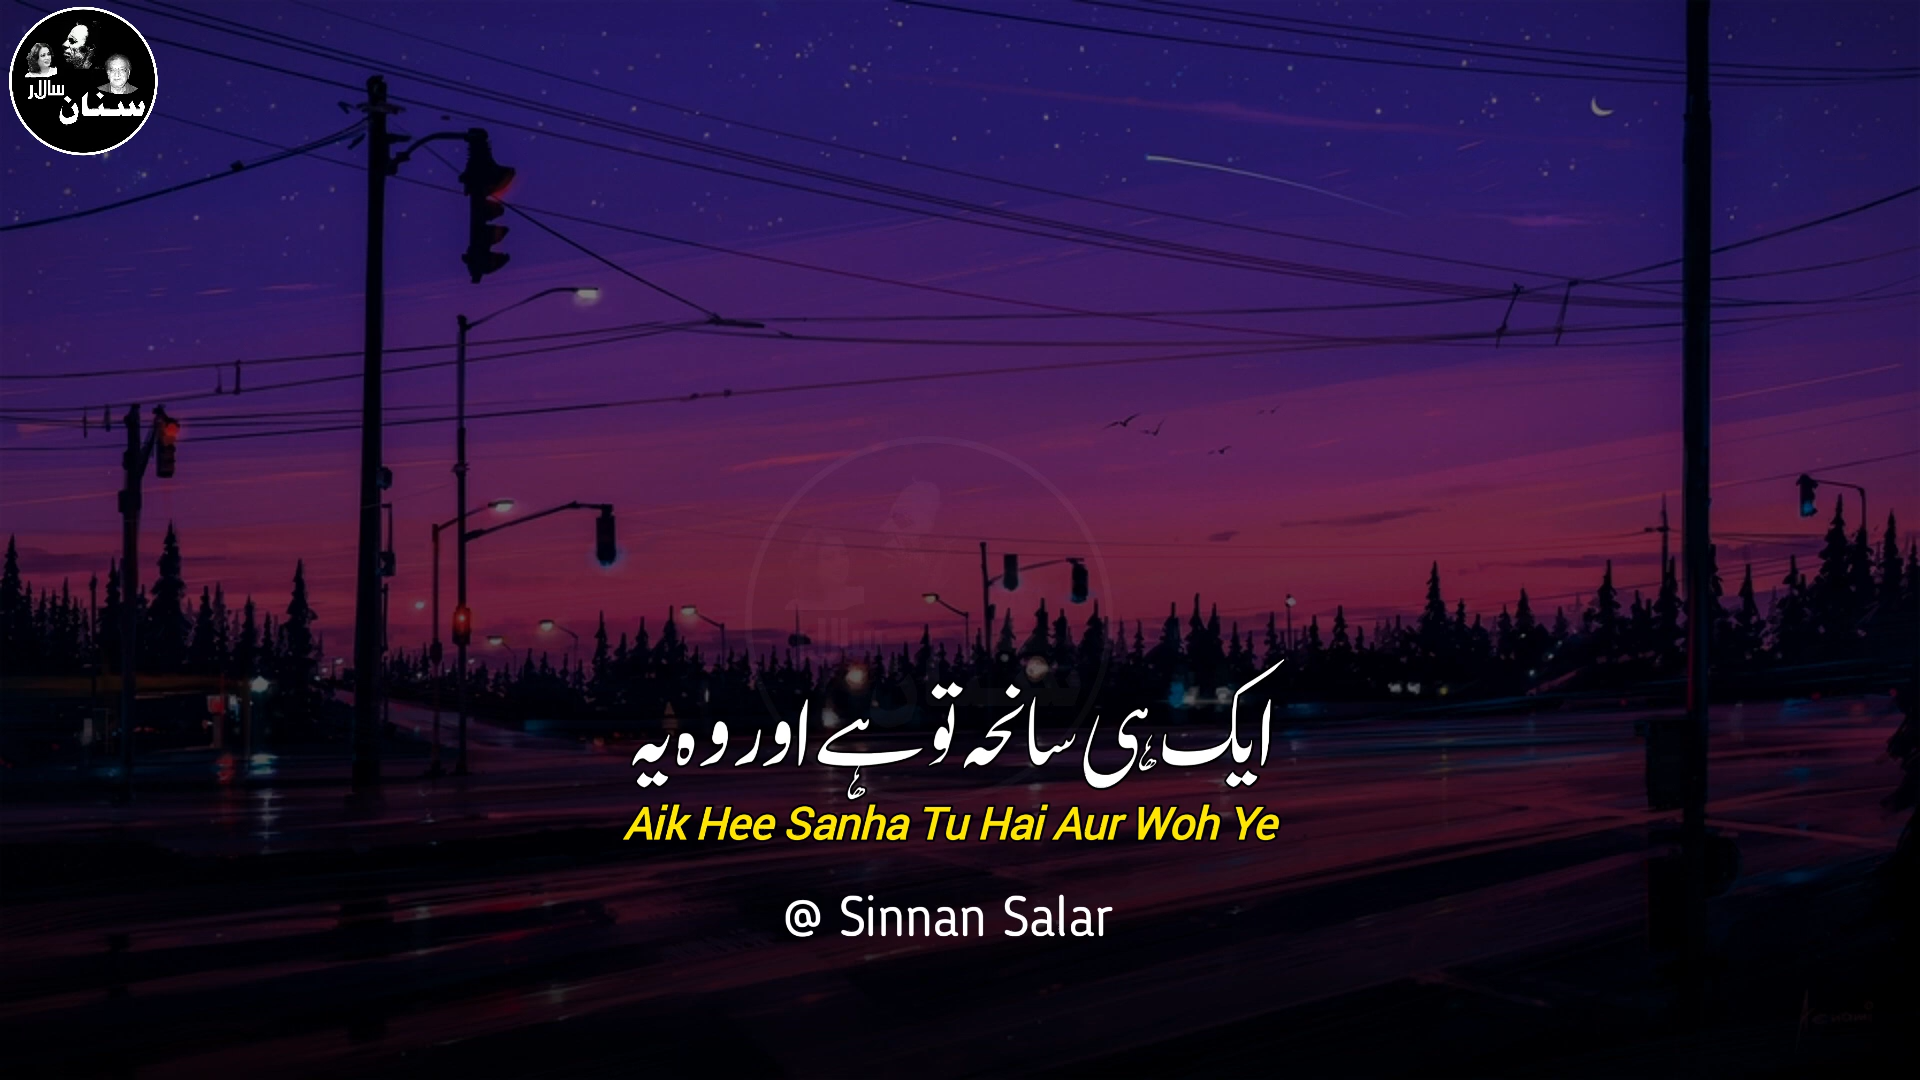 سنان سالار
ایک ہی سانحہ تو ہے اور وہ یہ
Aik Hee Sanha Tu Hai Aur Woh Ye
@ Sinnan Salar